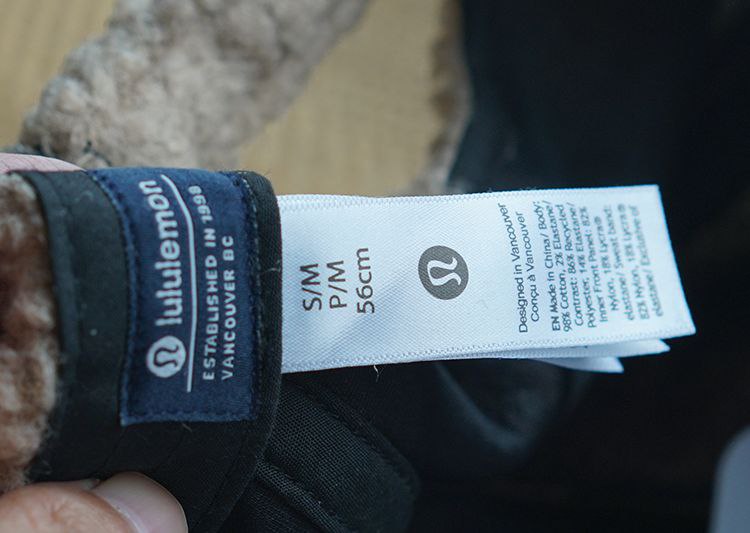 lululemon
ESTABLISHED IN 1998
VANCOUVER BC
S/M
P/M
56cm
Designed in Vancouver
Conçu à Vancouver
EN Made in China/ Body:
98% Cotton, 2% Elastane/
Contrast: 86% Recycled
Polyester, 14% Elastane/
Inner Front Panels: 82%
Nylon, 18% Lycra®
elastane/ Sweat band:
82% Nylon, 18% Lycra®
elastane/ Exclusive of